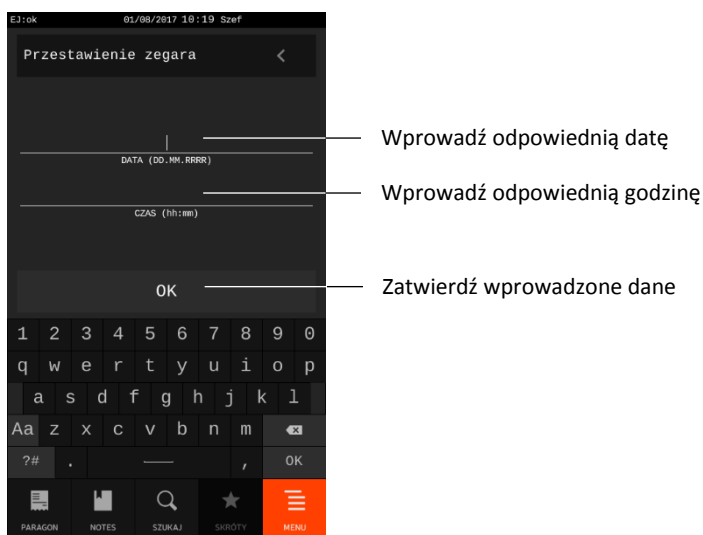 EJ:ok 01/08/2017 10:19 Szef
Przestawienie zegara <
Wprowadź odpowiednią datę
DATA (DD.MM.RRRR)
Wprowadź odpowiednią godzinę
CZAS (hh:mm)
OK
Zatwierdź wprowadzone dane
1 2 3 4 5 6 7 8 9 0
q w e r t y u i o p
a s d f g h j k l
Aa z x c v b n m
?# . , OK
PARAGON NOTES SZUKAJ SKRÓTY MENU